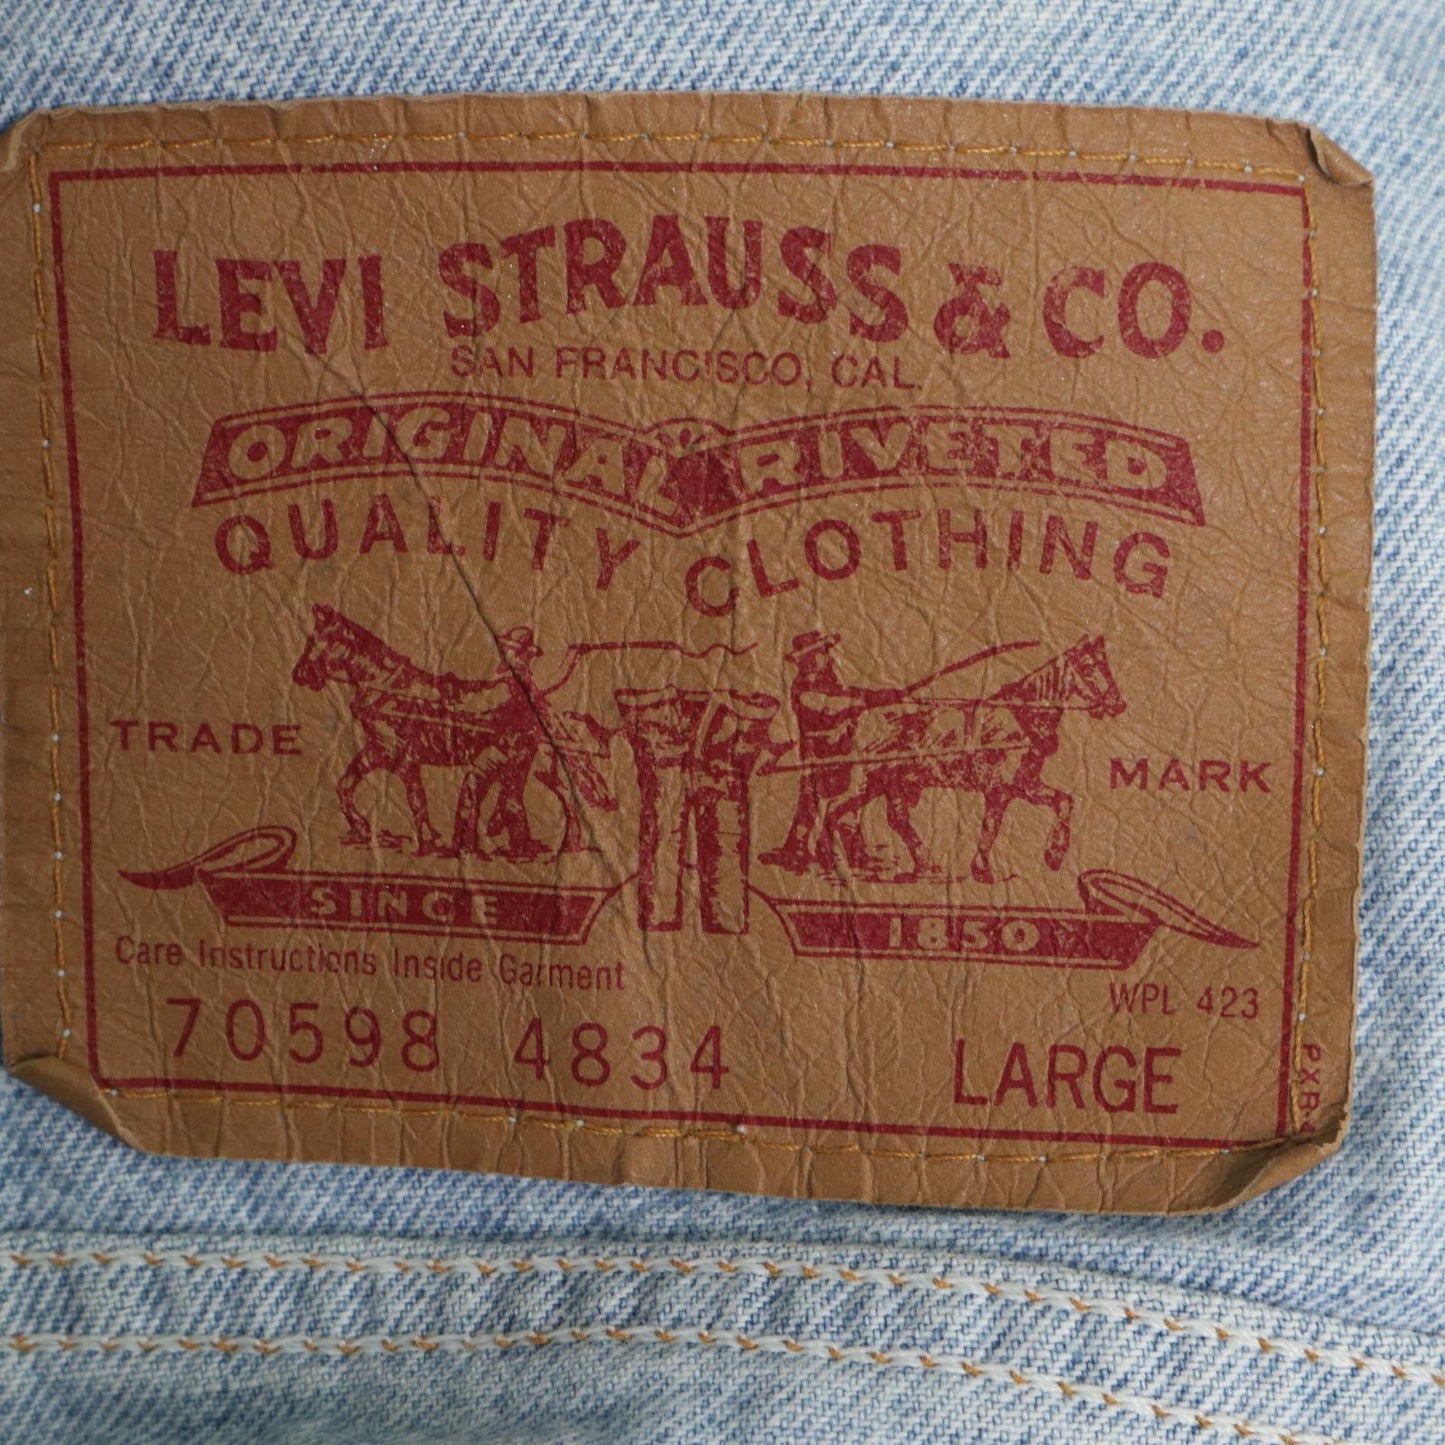 LEVI STRAUSS & CO.
SAN FRANCISCO, CAL.
ORIGINAL RIVETED
QUALITY CLOTHING
TRADE MARK
SINCE 1850
Care Instructions Inside Garment
WPL 423
70598 4834 LARGE